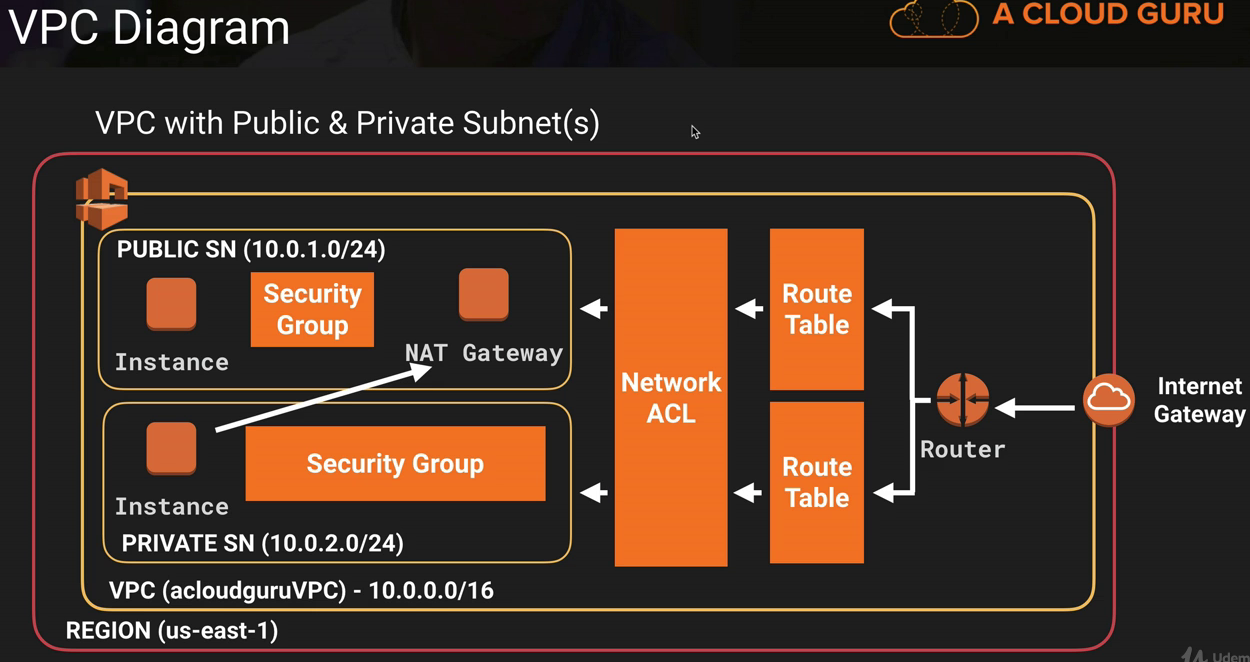 VPC Diagram
A CLOUD GURU
VPC with Public & Private Subnet(s)
PUBLIC SN (10.0.1.0/24)
Security
Group
Instance
NAT Gateway
Instance
Security Group
PRIVATE SN (10.0.2.0/24)
VPC (acloudguruVPC) - 10.0.0.0/16
REGION (us-east-1)
Network
ACL
Route
Table
Route
Table
Router
Internet
Gateway